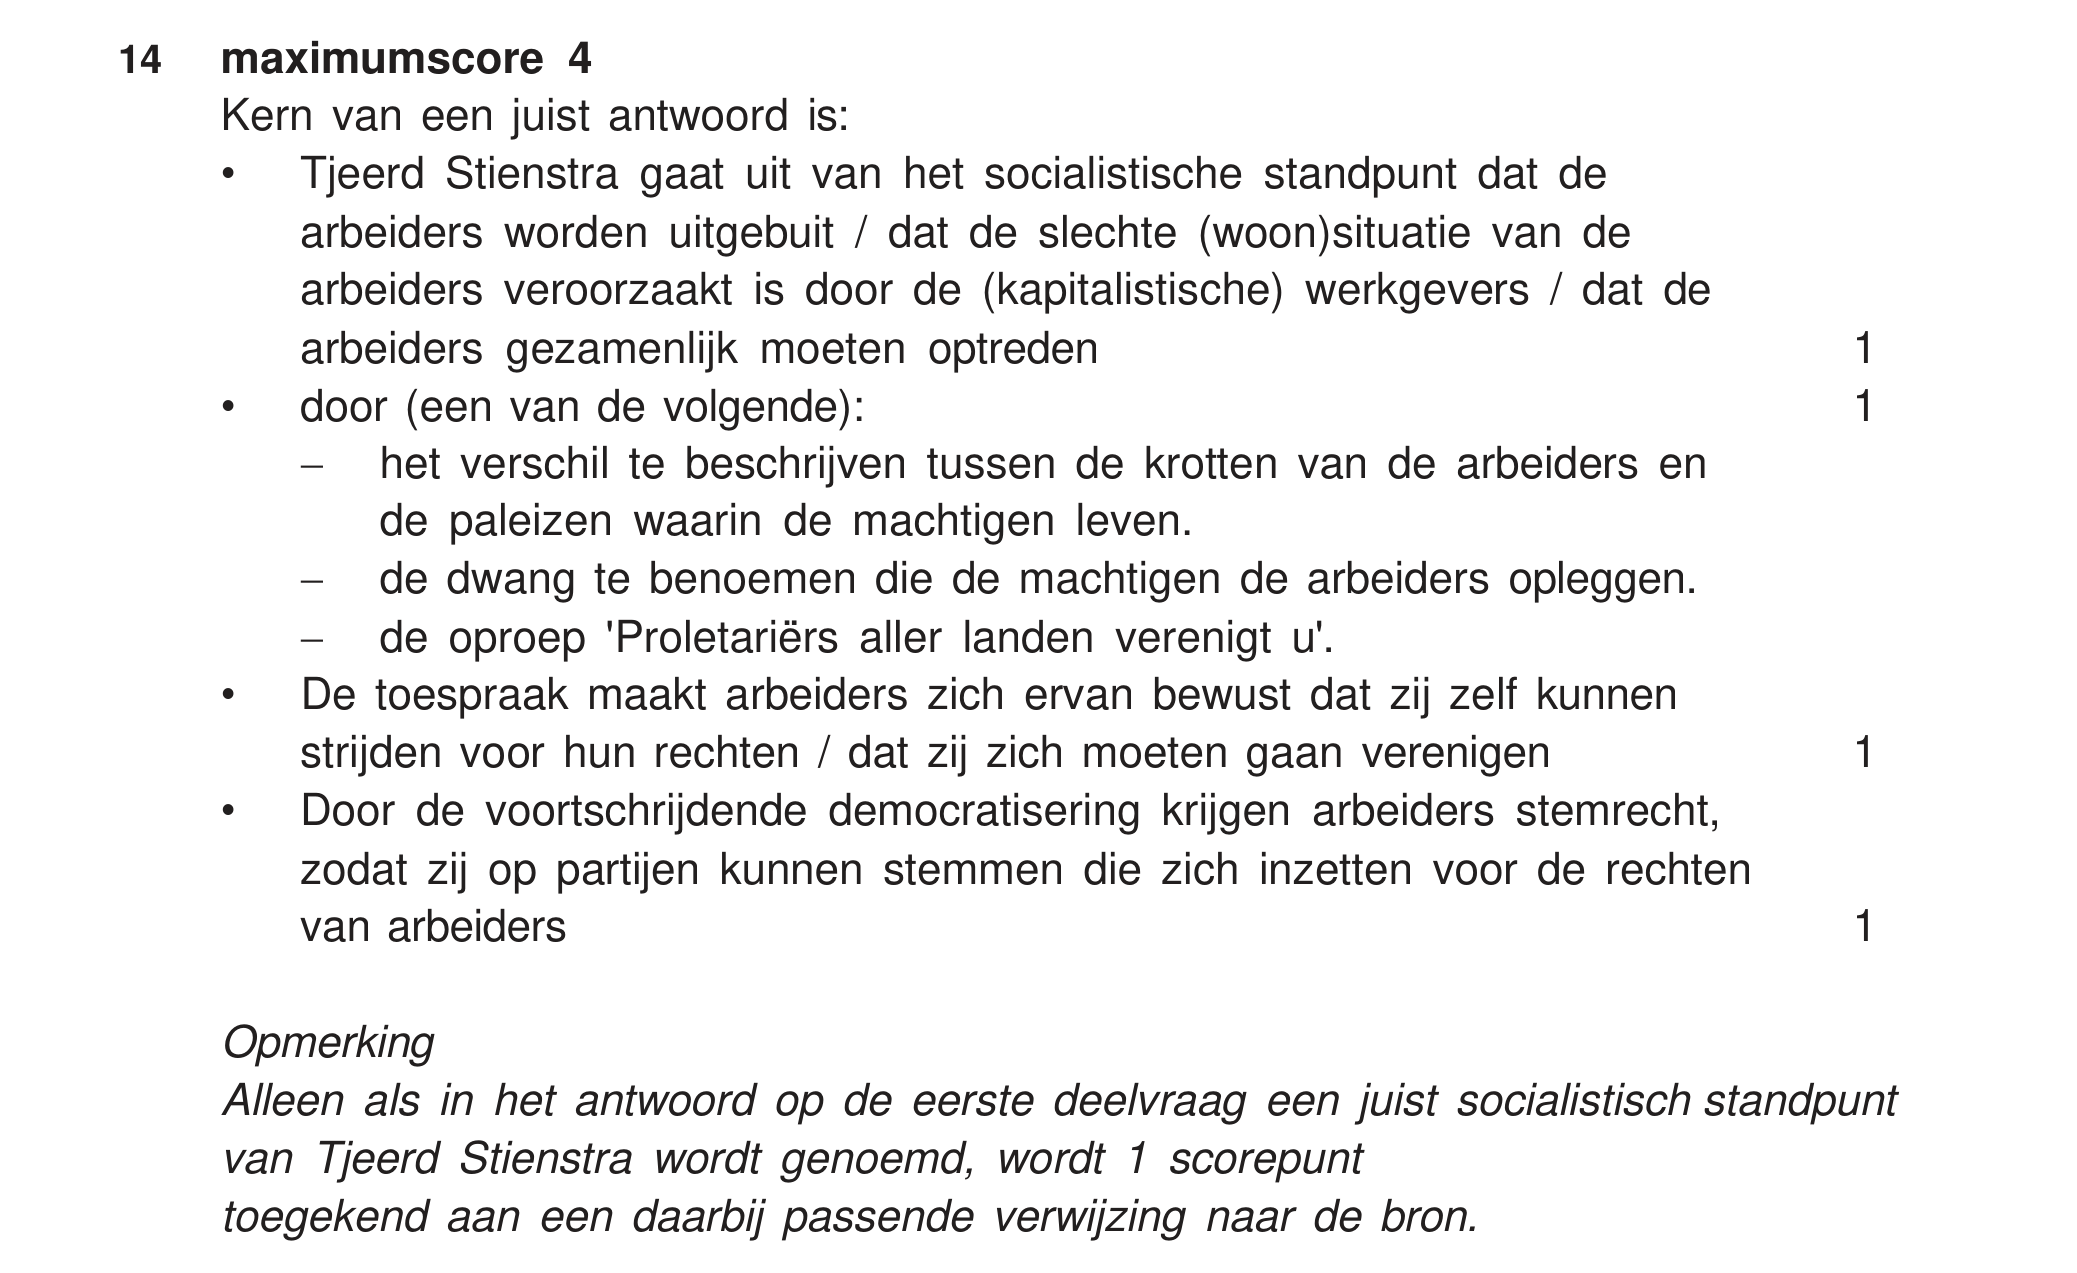 14 maximumscore 4
Kern van een juist antwoord is:
• Tjeerd Stienstra gaat uit van het socialistische standpunt dat de
arbeiders worden uitgebuit / dat de slechte (woon)situatie van de
arbeiders veroorzaakt is door de (kapitalistische) werkgevers / dat de
arbeiders gezamenlijk moeten optreden 1
• door (een van de volgende): 1
− het verschil te beschrijven tussen de krotten van de arbeiders en
de paleizen waarin de machtigen leven.
− de dwang te benoemen die de machtigen de arbeiders opleggen.
− de oproep 'Proletariërs aller landen verenigt u'.
• De toespraak maakt arbeiders zich ervan bewust dat zij zelf kunnen
strijden voor hun rechten / dat zij zich moeten gaan verenigen 1
• Door de voortschrijdende democratisering krijgen arbeiders stemrecht,
zodat zij op partijen kunnen stemmen die zich inzetten voor de rechten
van arbeiders 1
Opmerking
Alleen als in het antwoord op de eerste deelvraag een juist socialistisch standpunt
van Tjeerd Stienstra wordt genoemd, wordt 1 scorepunt
toegekend aan een daarbij passende verwijzing naar de bron.